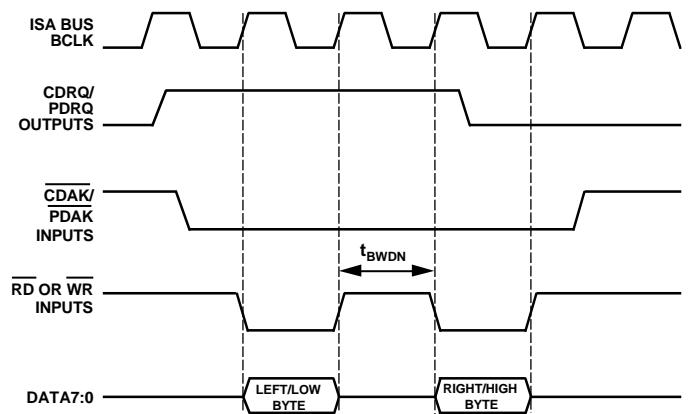 ISA BUS
BCLK
CDRQ/
PDRQ
OUTPUTS
CDAK/
PDAK
INPUTS
tBWDN
RD OR WR
INPUTS
DATA7:0
LEFT/LOW
BYTE
RIGHT/HIGH
BYTE